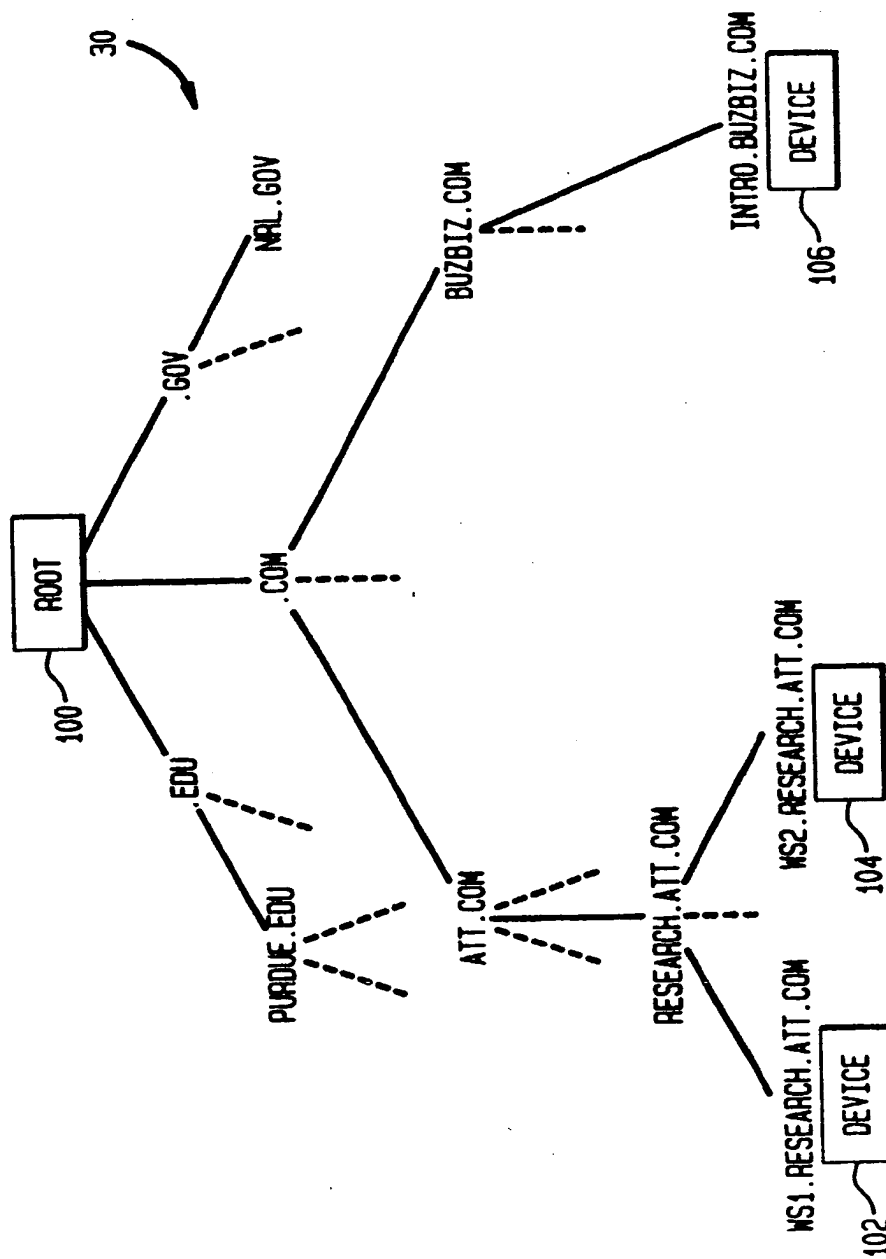 30
ROOT
100
.EDU
.GOV
PURDUE.EDU
.COM
NRL.GOV
ATT.COM
BUZBIZ.COM
RESEARCH.ATT.COM
WS1.RESEARCH.ATT.COM
WS2.RESEARCH.ATT.COM
INTRO.BUZBIZ.COM
DEVICE
DEVICE
DEVICE
102
104
106